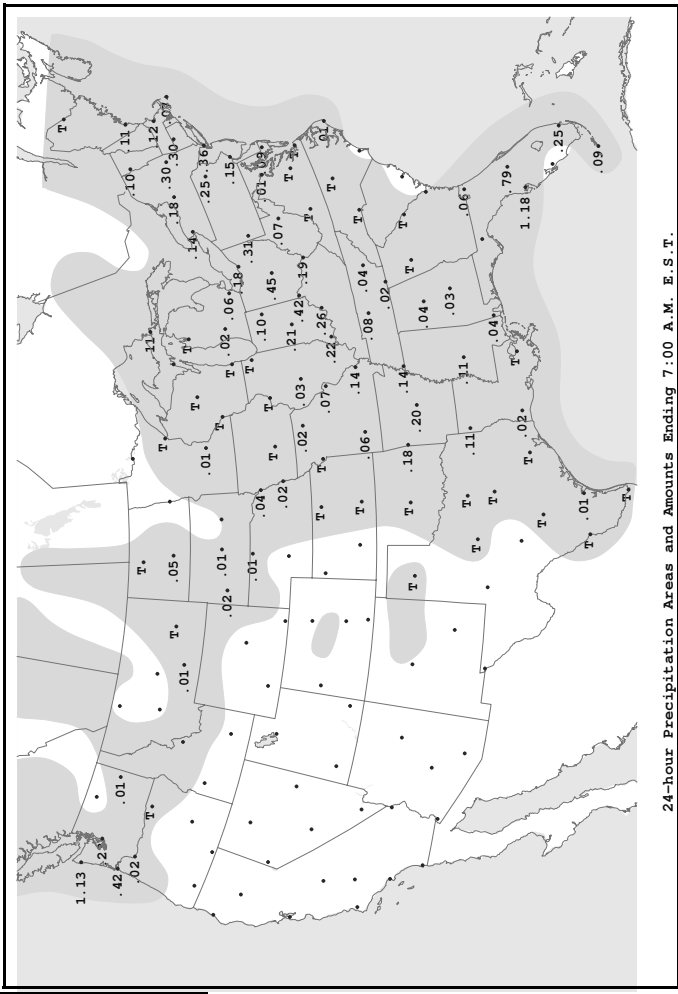 T
1.13
.11
T
.10
.42
.01
.02
T
.11
.12
T
.07
.30
.18
.05
.30
T
T
.01
.14
T
.36
.25
.01
T
.02
.01
.15
.06
T
.02
.18
.31
T
.01
.09
.01
.10
.04
.45
T
T
.07
.02
T
T
.21
.19
.42
.03
.02
T
.26
T
T
.01
.07
T
.22
.14
T
T
.04
.06
.08
.02
T
.14
T
.18
T
T
.20
.04
.03
.06
.11
T
.11
T
T
.04
.79
T
1.18
.02
T
T
.25
.01
T
.09
T
24-hour Precipitation Areas and Amounts Ending 7:00 A.M. E.S.T.